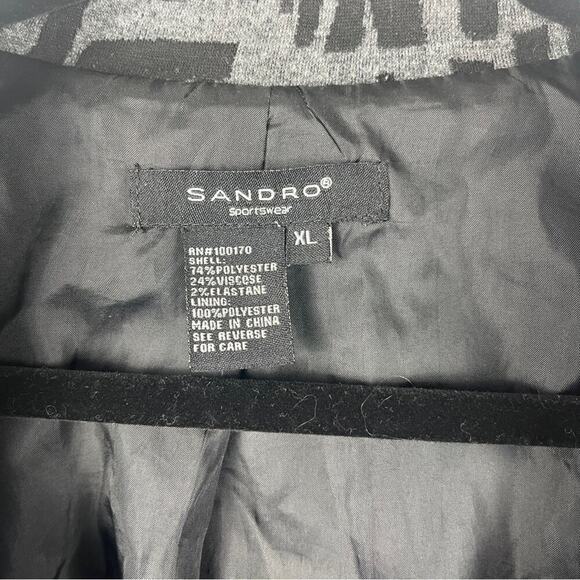 SANDRO®
Sportswear
XL
RN#100170
SHELL:
74%POLYESTER
24%VISCOSE
2%ELASTANE
LINING:
100%POLYESTER
MADE IN CHINA
SEE REVERSE
FOR CARE